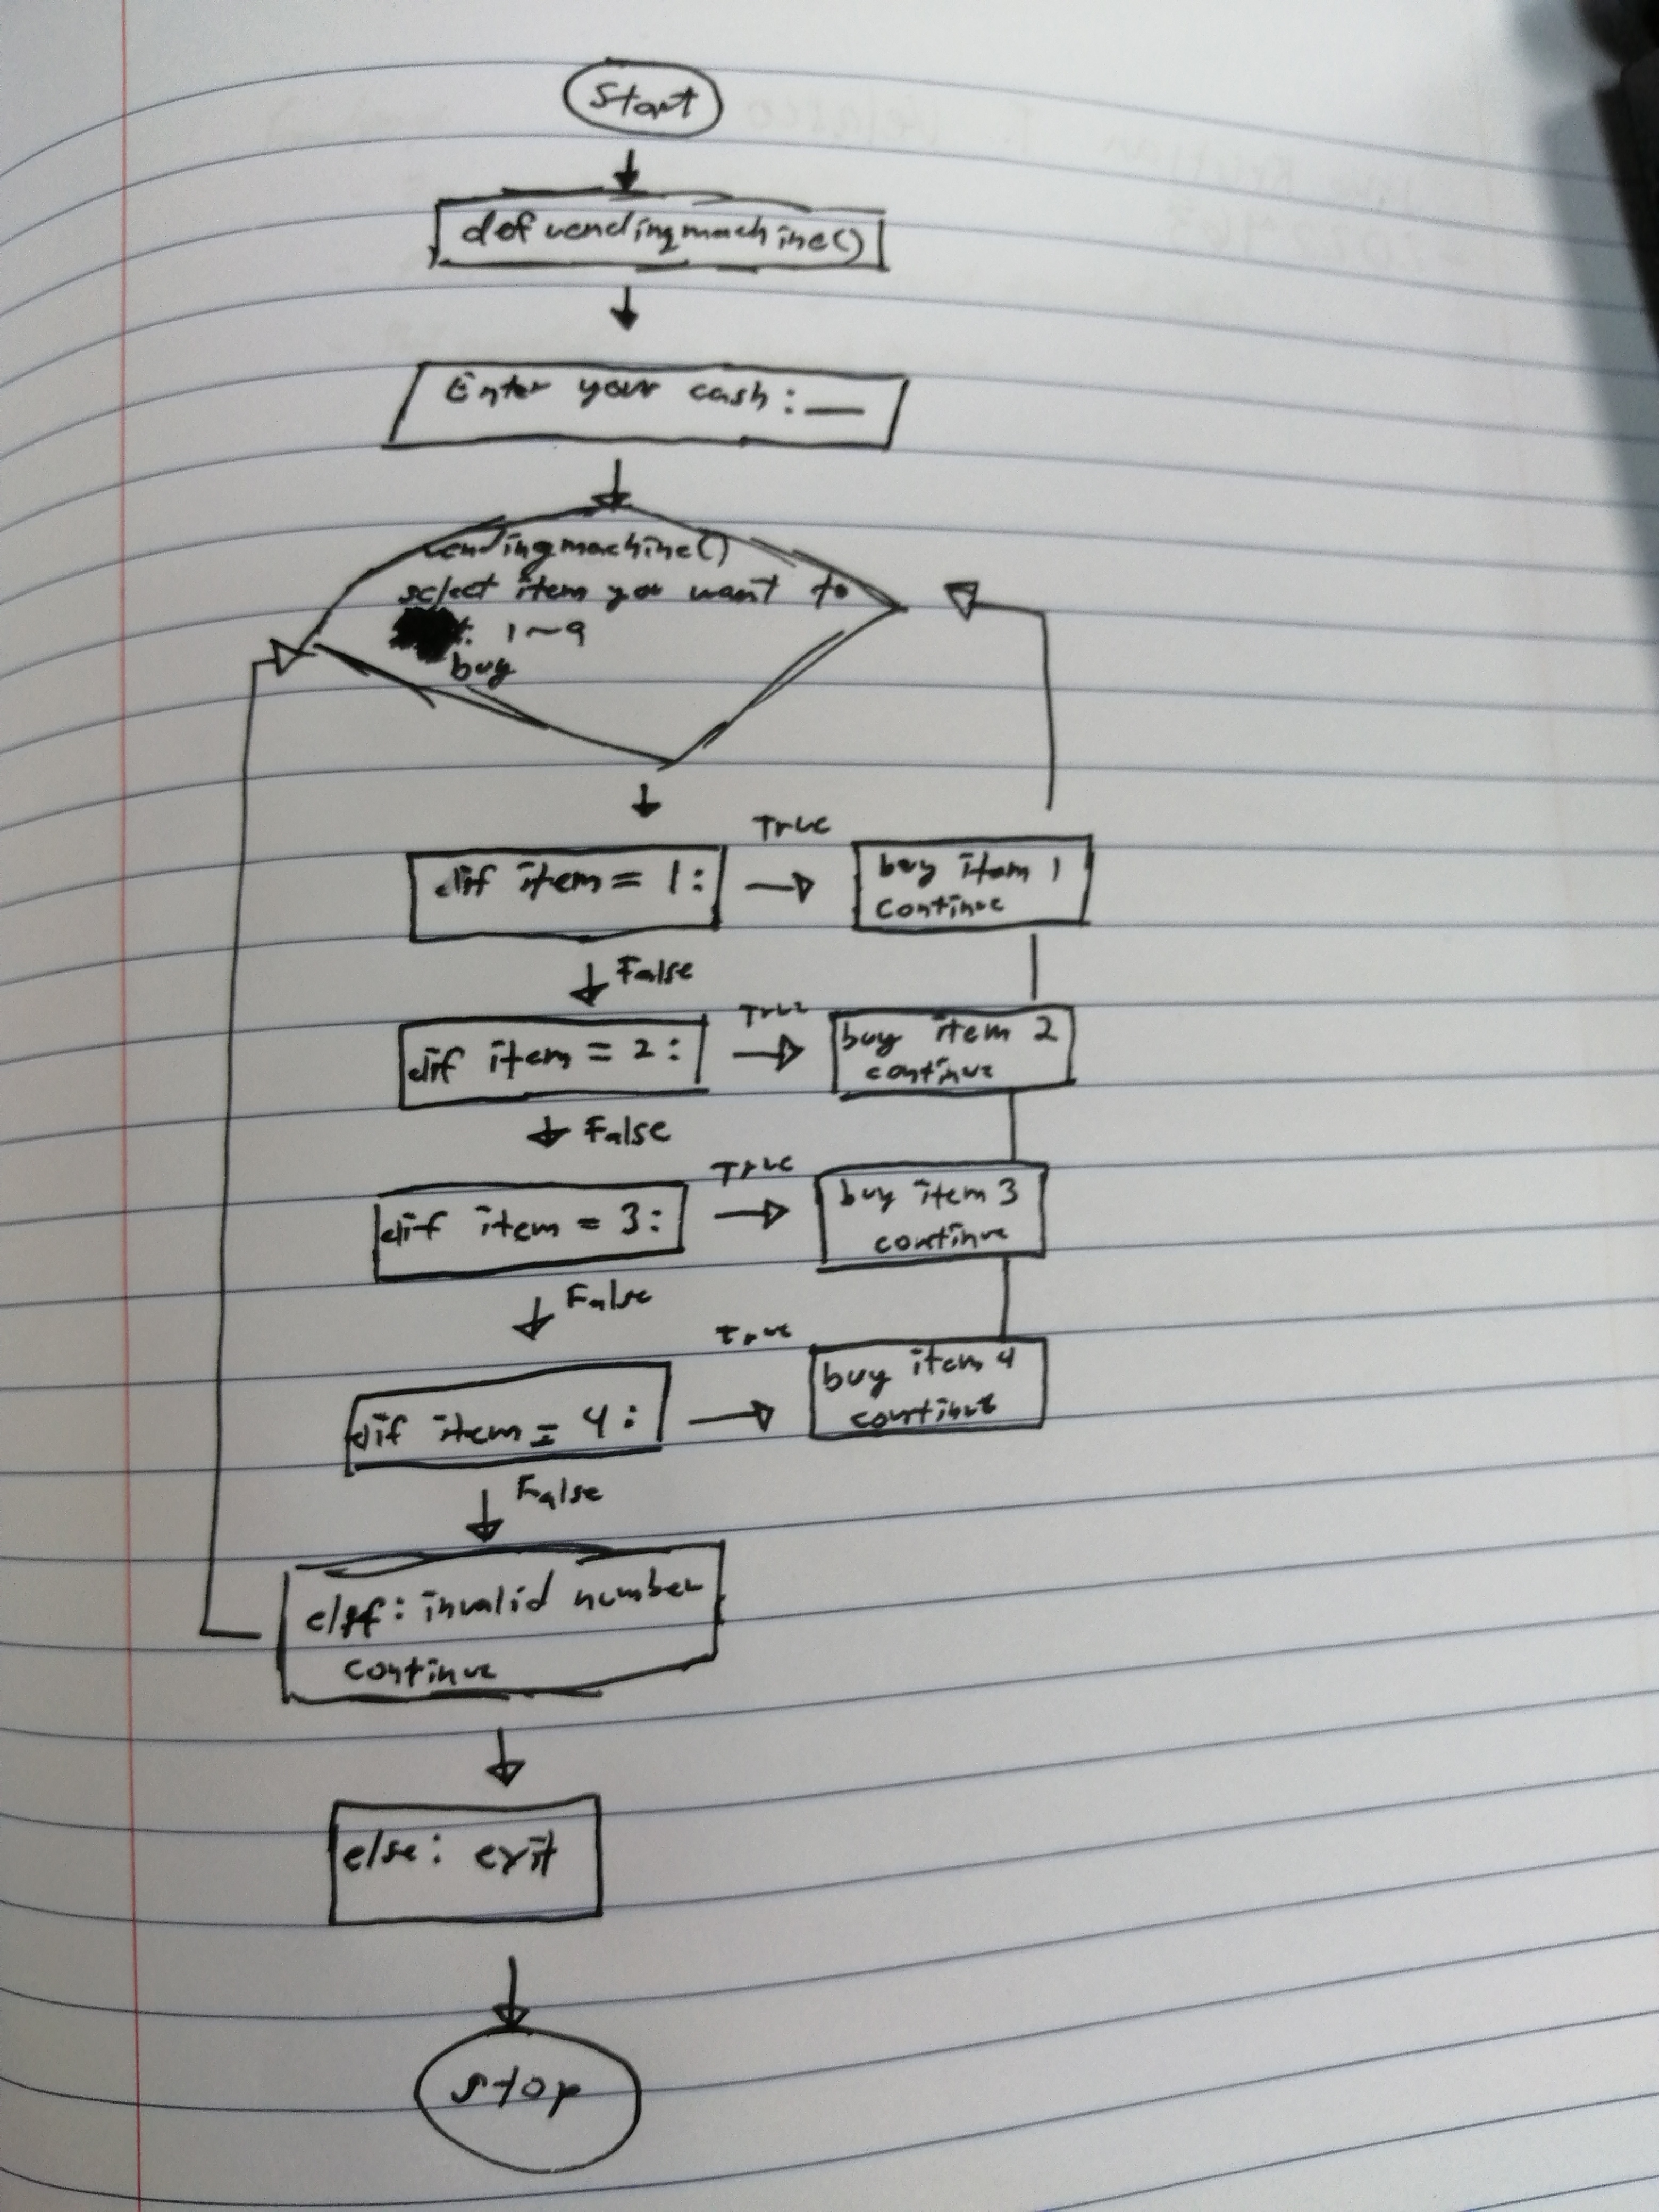 Start
def vendingmachine()
Enter your cash: __
vendingmachine()
select item you want to
: 1~9
buy
True
elif item = 1:
buy item 1
continue
False
True
elif item = 2:
buy item 2
continue
False
True
elif item = 3:
buy item 3
continue
False
True
elif item = 4:
buy item 4
continue
False
elif: invalid number
continue
else: exit
stop